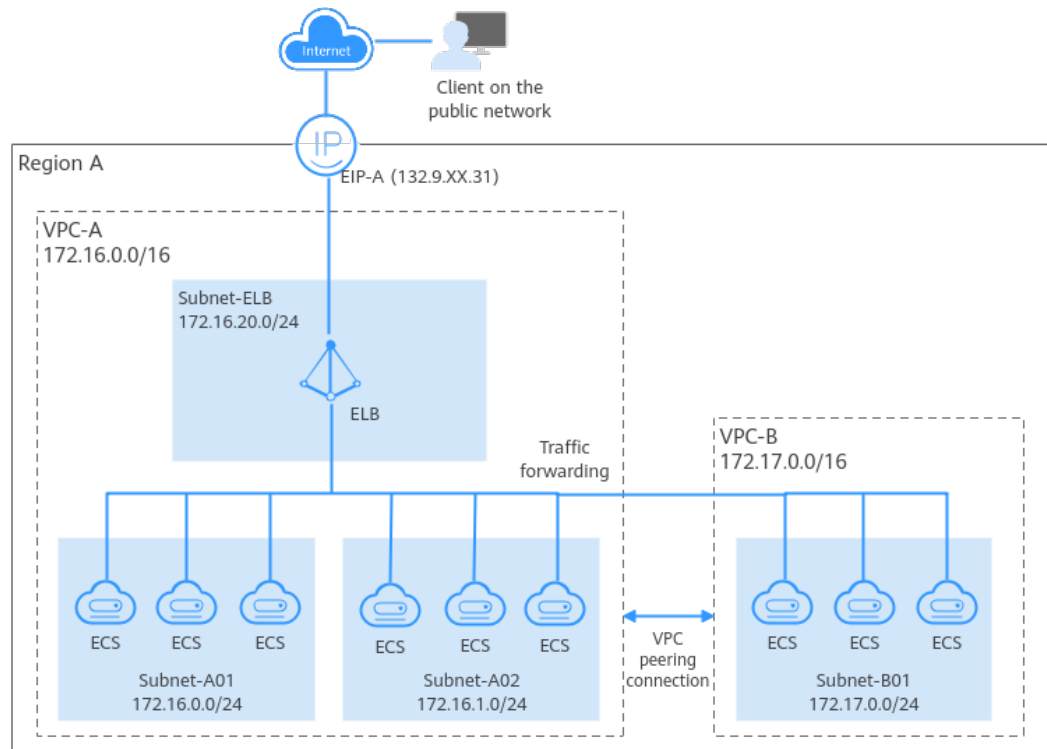 Internet
Client on the
public network
IP
Region A
EIP-A (132.9.XX.31)
VPC-A
172.16.0.0/16
Subnet-ELB
172.16.20.0/24
ELB
Traffic
forwarding
VPC-B
172.17.0.0/16
ECS
ECS
ECS
Subnet-A01
172.16.0.0/24
ECS
ECS
ECS
Subnet-A02
172.16.1.0/24
VPC
peering
connection
ECS
ECS
ECS
Subnet-B01
172.17.0.0/24